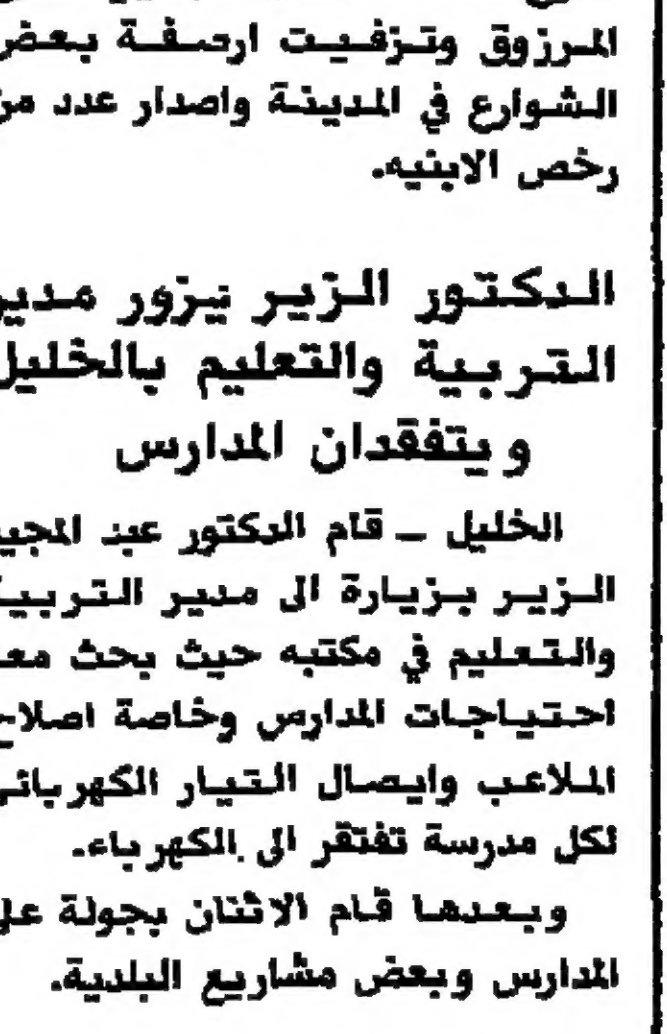 المرزوق وتزفيت ارصفة بعض
الشوارع في المدينة واصدار عدد من
رخص الابنيه.
الدكتور الزير يزور مدير
التربية والتعليم بالخليل
ويتفقدان المدارس
الخليل ــ قام الدكتور عبد المجيد
الزير بزيارة الى مدير التربية
والتعليم في مكتبه حيث بحث معه
احتياجات المدارس وخاصة اصلاح
الملاعب وايصال التيار الكهربائي
لكل مدرسة تفتقر الى الكهرباء.
وبعدها قام الاثنان بجولة على
المدارس وبعض مشاريع البلدية.